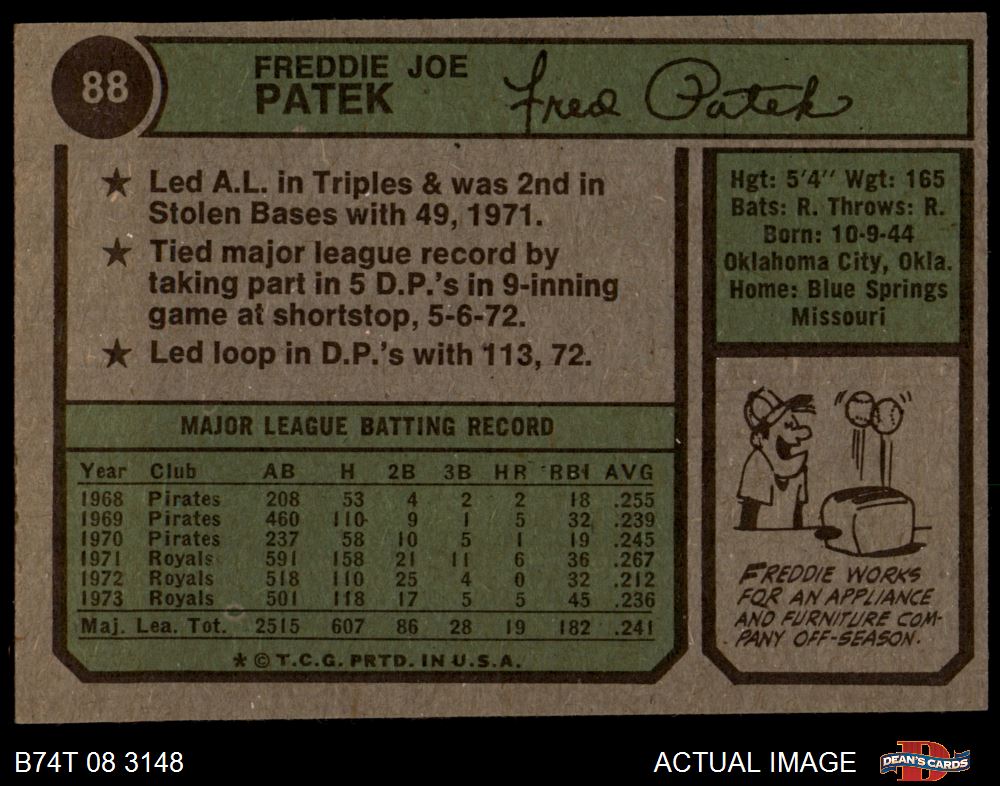 88
FREDDIE JOE
PATEK
Fred Patek
★ Led A.L. in Triples & was 2nd in
Stolen Bases with 49, 1971.
★ Tied major league record by
taking part in 5 D.P.'s in 9-inning
game at shortstop, 5-6-72.
★ Led loop in D.P.'s with 113, 72.
MAJOR LEAGUE BATTING RECORD
Year Club AB H 2B 3B HR RBI AVG
1968 Pirates 208 53 4 2 2 18 .255
1969 Pirates 460 110 9 1 5 32 .239
1970 Pirates 237 58 10 5 1 19 .245
1971 Royals 591 158 21 11 6 36 .267
1972 Royals 518 110 25 4 0 32 .212
1973 Royals 501 118 17 5 5 45 .236
Maj. Lea. Tot. 2515 607 86 28 19 182 .241
★ © T.C.G. PRTD. IN U.S.A.
Hgt: 5'4" Wgt: 165
Bats: R. Throws: R.
Born: 10-9-44
Oklahoma City, Okla.
Home: Blue Springs
Missouri
FREDDIE WORKS
FOR AN APPLIANCE
AND FURNITURE COM-
PANY OFF-SEASON.
B74T 08 3148
ACTUAL IMAGE
DEAN'S CARDS